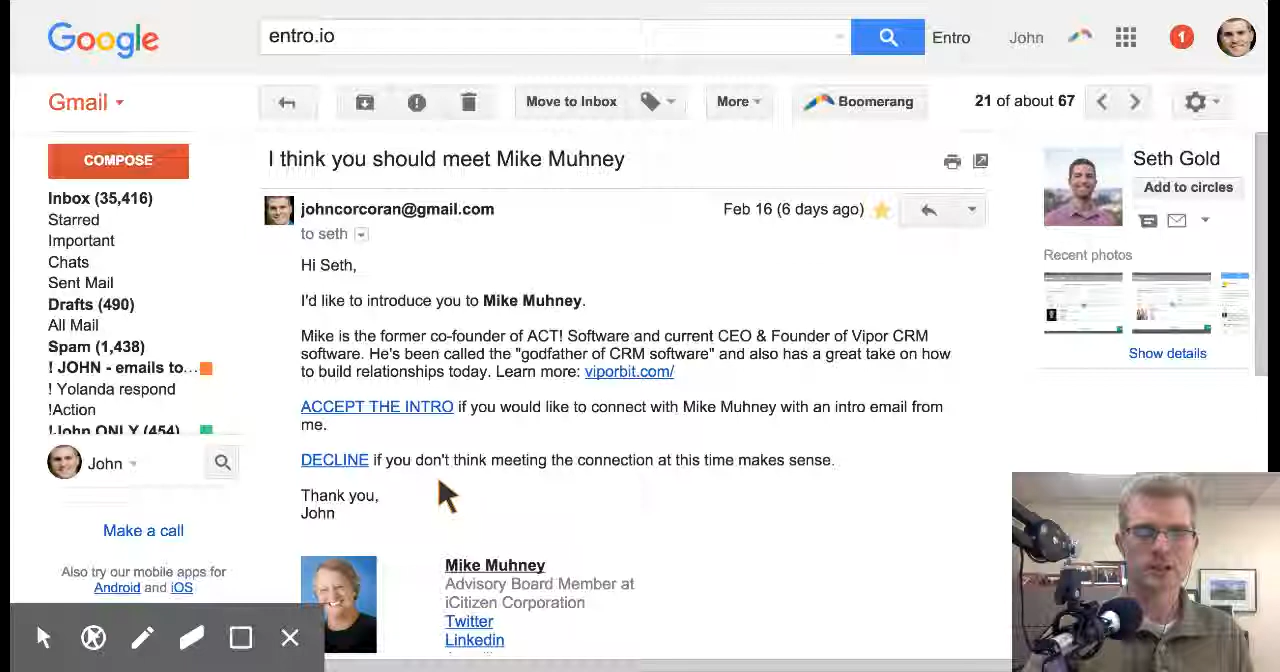 Google
entro.io
Entro
John
1
Gmail
Move to Inbox
More
Boomerang
21 of about 67
COMPOSE
Inbox (35,416)
Starred
Important
Chats
Sent Mail
Drafts (490)
All Mail
Spam (1,438)
! JOHN - emails to...
! Yolanda respond
!Action
!John ONLY (454)
John
Make a call
Also try our mobile apps for
Android and iOS
I think you should meet Mike Muhney
johncorcoran@gmail.com
Feb 16 (6 days ago)
to seth
Hi Seth,
I'd like to introduce you to Mike Muhney.
Mike is the former co-founder of ACT! Software and current CEO & Founder of Vipor CRM
software. He's been called the "godfather of CRM software" and also has a great take on how
to build relationships today. Learn more: viporbit.com/
ACCEPT THE INTRO if you would like to connect with Mike Muhney with an intro email from
me.
DECLINE if you don't think meeting the connection at this time makes sense.
Thank you,
John
Mike Muhney
Advisory Board Member at
iCitizen Corporation
Twitter
Linkedin
Seth Gold
Add to circles
Recent photos
Show details